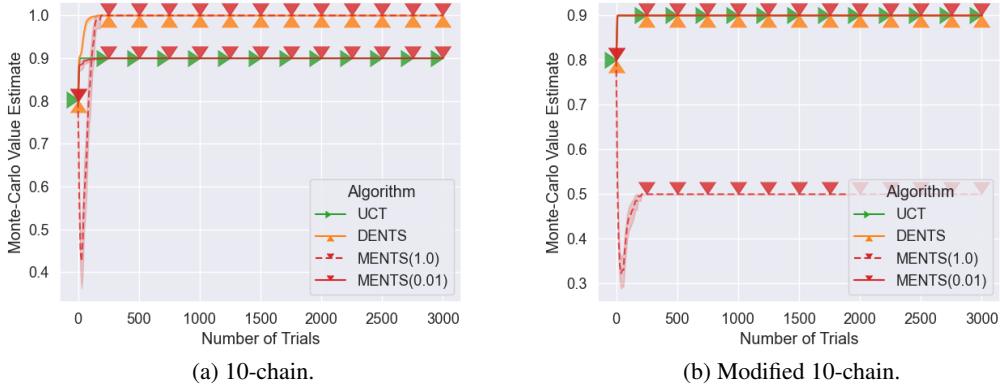 1.0
0.9
0.8
0.7
0.6
0.5
0.4
Monte-Carlo Value Estimate
0 500 1000 1500 2000 2500 3000
Number of Trials
Algorithm
UCT
DENTS
MENTS(1.0)
MENTS(0.01)
(a) 10-chain.
0.9
0.8
0.7
0.6
0.5
0.4
0.3
Monte-Carlo Value Estimate
0 500 1000 1500 2000 2500 3000
Number of Trials
Algorithm
UCT
DENTS
MENTS(1.0)
MENTS(0.01)
(b) Modified 10-chain.